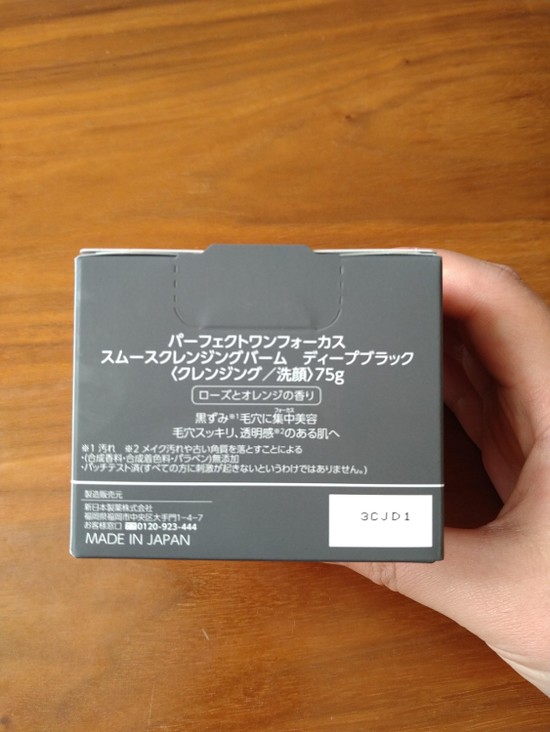 パーフェクトワンフォーカス
スムースクレンジングバーム ディープブラック
〈クレンジング/洗顔〉75g
ローズとオレンジの香り
フォーカス
黒ずみ※1毛穴に集中美容
毛穴スッキリ、透明感※2のある肌へ
※1 汚れ ※2 メイク汚れや古い角質を落とすことによる
・(合成香料・合成着色料・パラベン)無添加
・パッチテスト済(すべての方に刺激が起きないというわけではありません。)
製造販売元
新日本製薬株式会社
福岡県福岡市中央区大手門1-4-7
お客様窓口 0120-923-444
MADE IN JAPAN
3CJD1